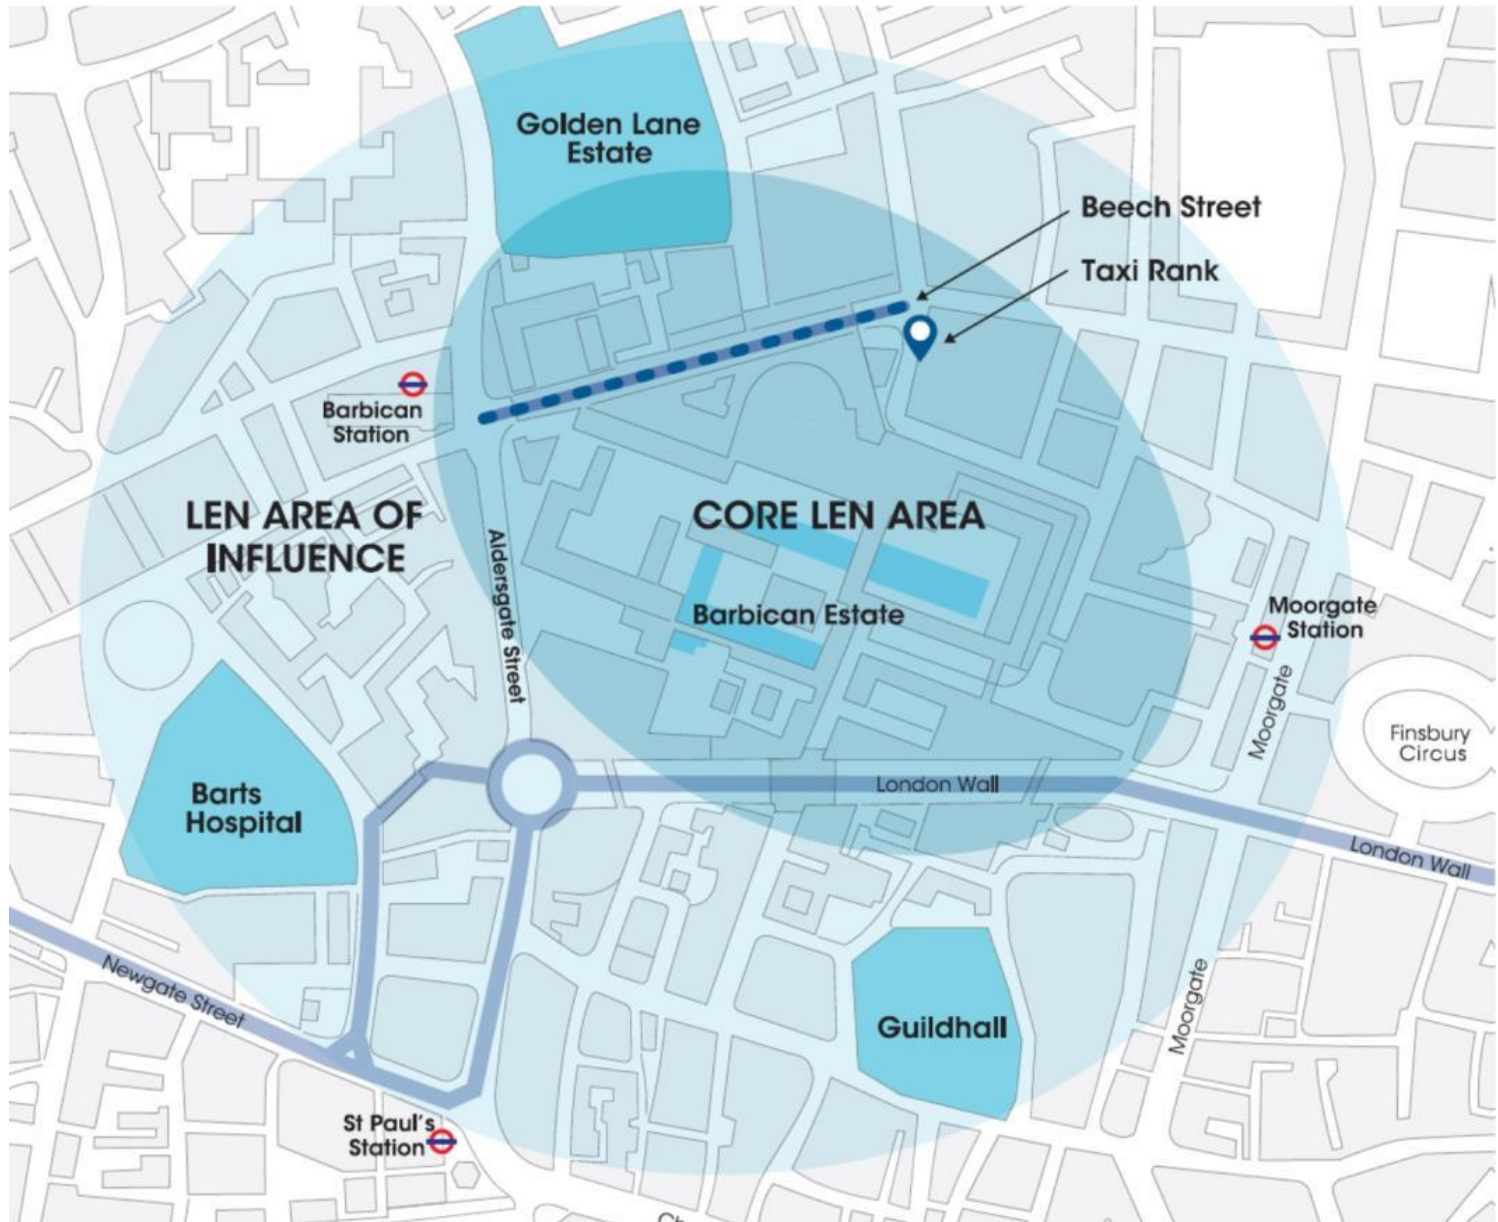 Golden Lane
Estate
Beech Street
Taxi Rank
Barbican
Station
LEN AREA OF
INFLUENCE
CORE LEN AREA
Aldersgate Street
Barbican Estate
Moorgate
Station
Moorgate
Finsbury
Circus
Barts
Hospital
London Wall
London Wall
Newgate Street
Guildhall
Moorgate
St Paul's
Station